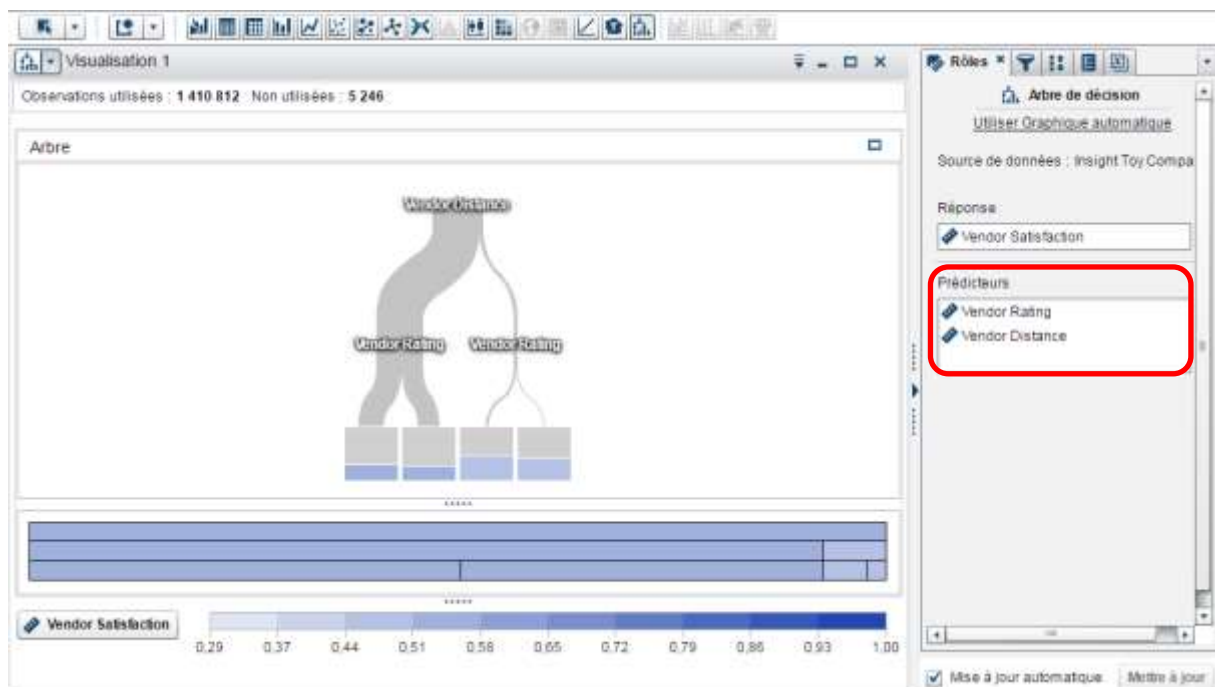 Visualisation 1
Observations utilisées : 1 410 812 Non utilisées : 5 246
Arbre
Vendor Distance
Vendor Rating Vendor Rating
Vendor Satisfaction
0,29 0,37 0,44 0,51 0,58 0,65 0,72 0,79 0,86 0,93 1,00
Rôles
Arbre de décision
Utiliser Graphique automatique
Source de données : Insight Toy Compa
Réponse
Vendor Satisfaction
Prédicteurs
Vendor Rating
Vendor Distance
Mise à jour automatique Mettre à jour